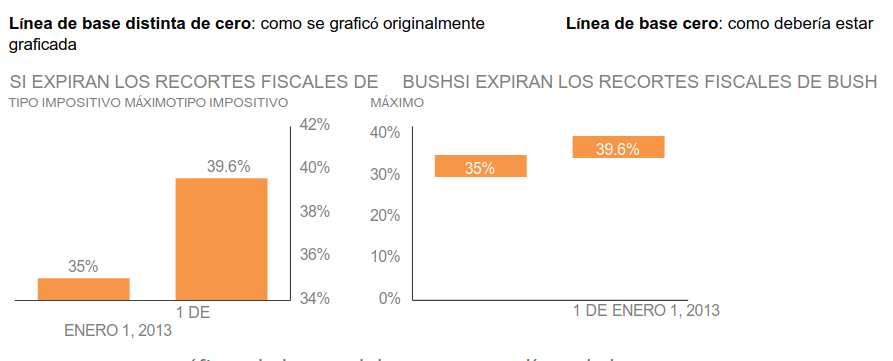 Línea de base distinta de cero: como se graficó originalmente
graficada
Línea de base cero: como debería estar
SI EXPIRAN LOS RECORTES FISCALES DE
BUSHSI EXPIRAN LOS RECORTES FISCALES DE BUSH
TIPO IMPOSITIVO MÁXIMOTIPO IMPOSITIVO
MÁXIMO
42%
40%
38%
36%
34%
39.6%
35%
1 DE
ENERO 1, 2013
40%
30%
20%
10%
0%
35%
39.6%
1 DE ENERO 1, 2013